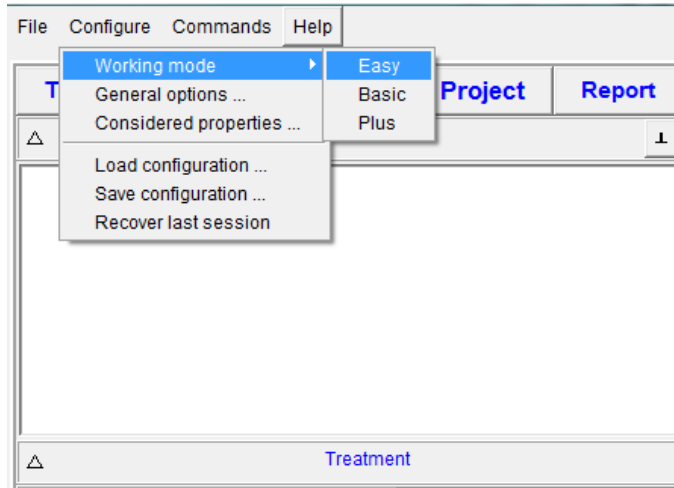 File Configure Commands Help
Working mode Easy
T Project Report
General options ... Basic
Considered properties ... Plus
Load configuration ...
Save configuration ...
Recover last session
Treatment